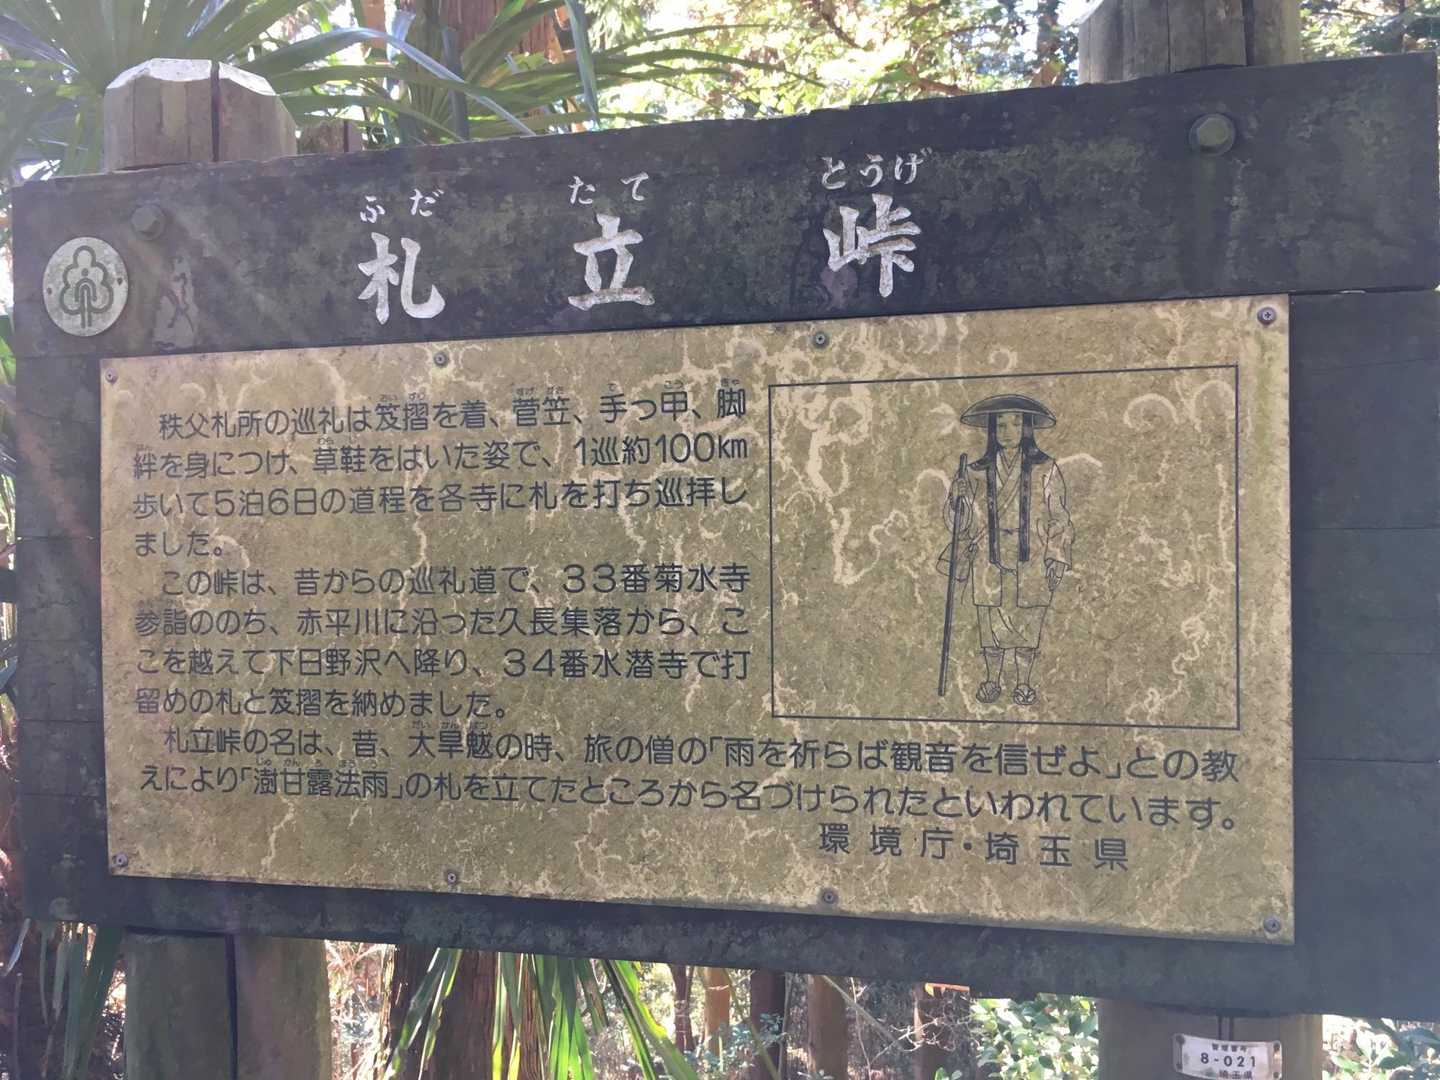 ふだ たて とうげ
札立峠
秩父札所の巡礼は笈摺を着、菅笠、手っ甲、脚
絆を身につけ、草鞋をはいた姿で、1巡約100km
歩いて5泊6日の道程を各寺に札を打ち巡拝し
ました。
この峠は、昔からの巡礼道で、33番菊水寺
参詣ののち、赤平川に沿った久長集落から、こ
こを越えて下日野沢へ降り、34番水潜寺で打
留めの札と笈摺を納めました。
札立峠の名は、昔、大旱魃の時、旅の僧の「雨を祈らば観音を信ぜよ」との教
えにより「澍甘露法雨」の札を立てたところから名づけられたといわれています。
環境庁・埼玉県
8-021
埼玉県